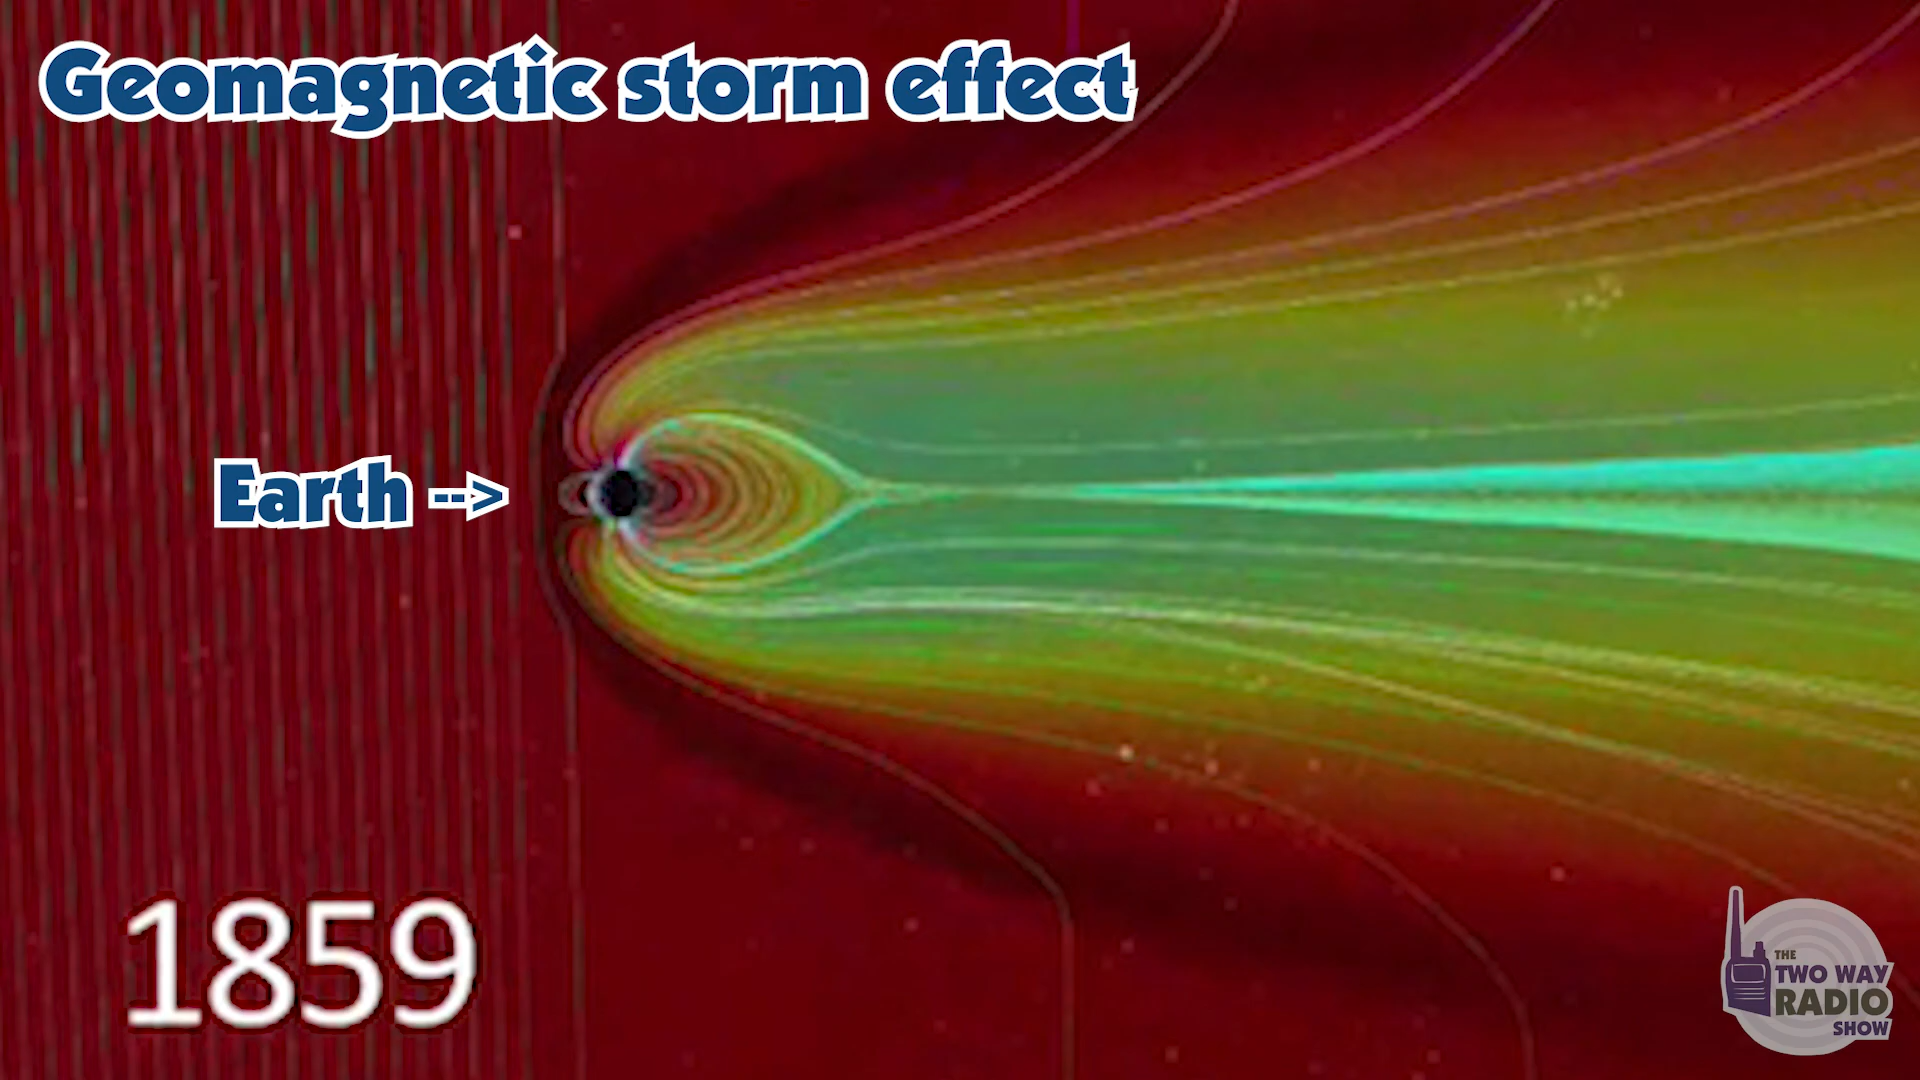 Geomagnetic storm effect
Earth -->
1859
THE
TWO WAY
RADIO
SHOW